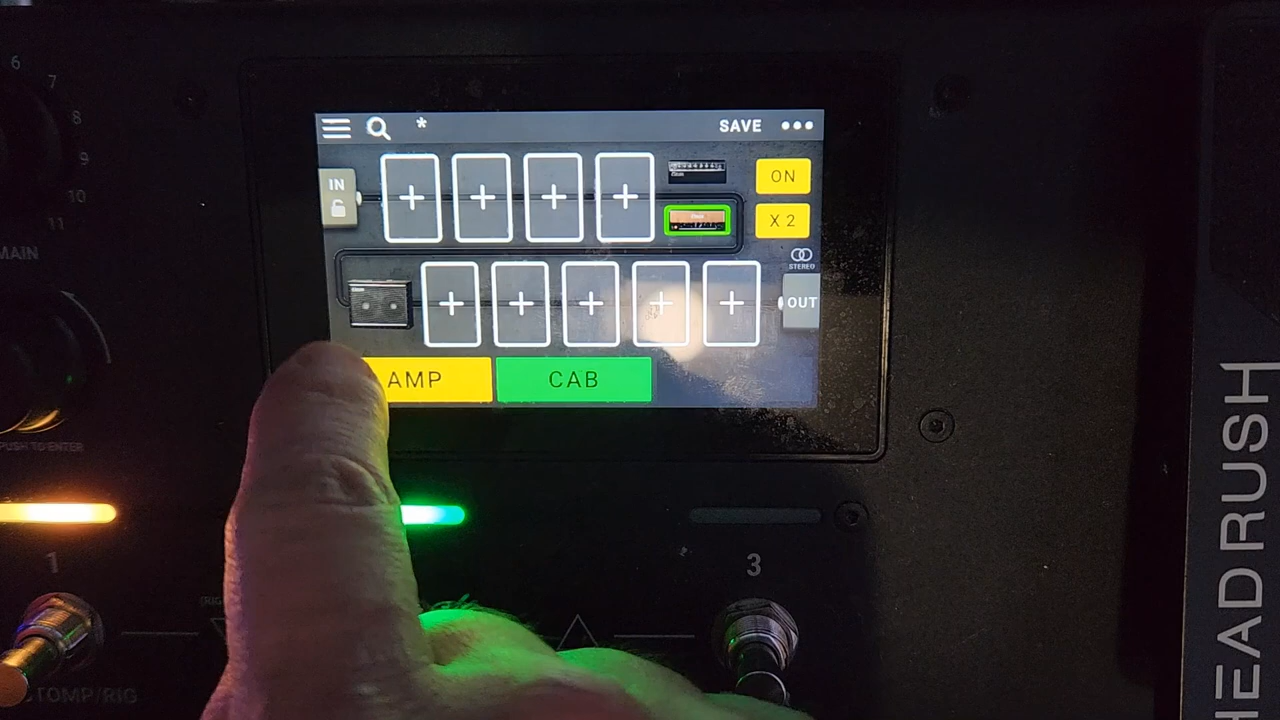 6
7
8
9
10
11
MAIN
* SAVE
IN
ON
X 2
STEREO
OUT
AMP CAB
PUSH TO ENTER
1
3
STOMP/RIG
HEADRUSH